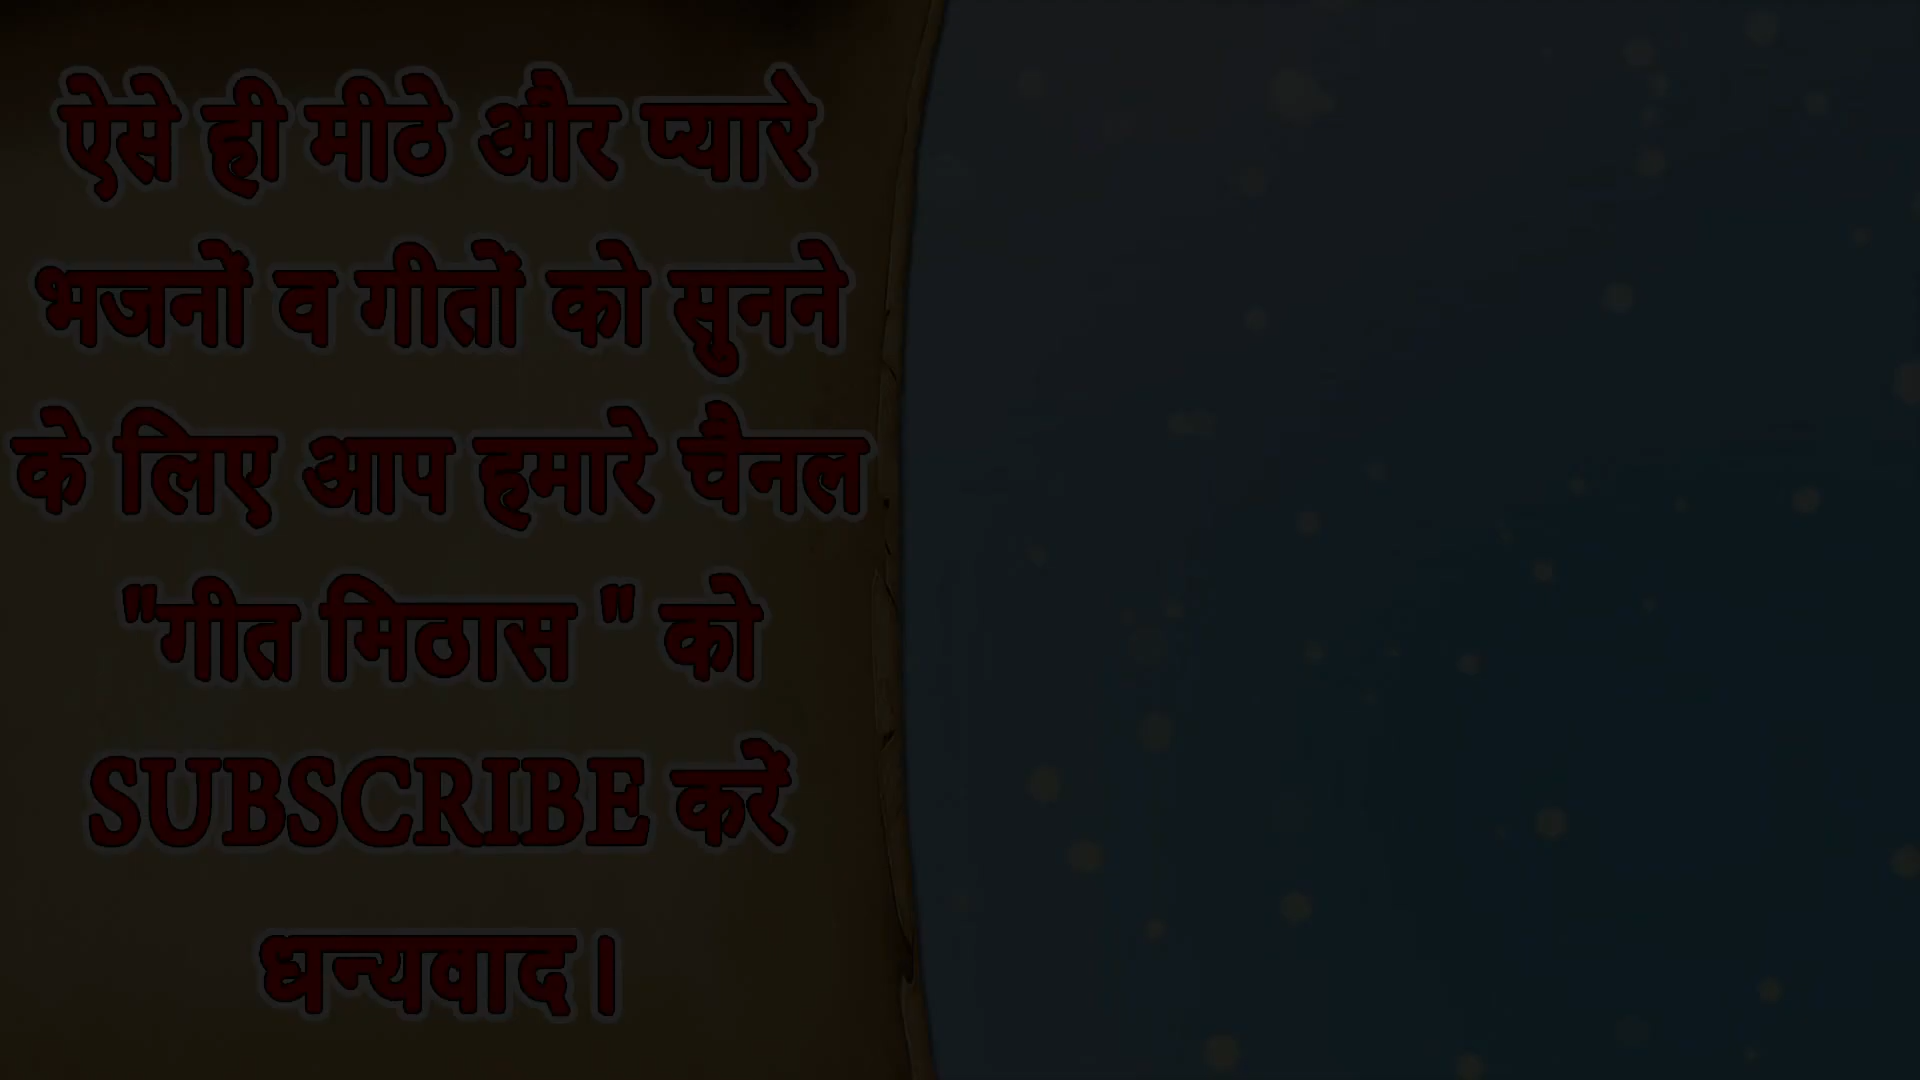 ऐसे ही मीठे और प्यारे
भजनों व गीतों को सुनने
के लिए आप हमारे चैनल
"गीत मिठास " को
SUBSCRIBE करें
धन्यवाद।